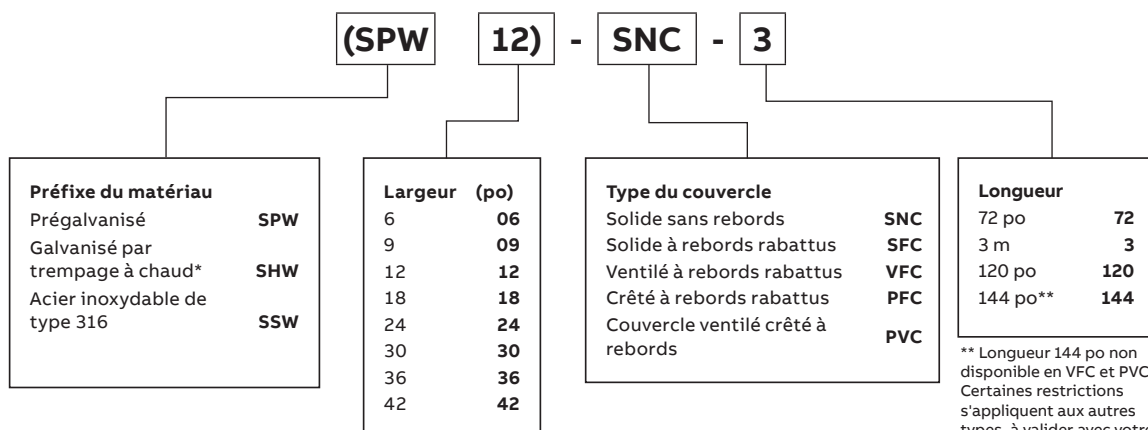 (SPW 12) - SNC - 3
Préfixe du matériau
Prégalvanisé SPW
Galvanisé par
trempage à chaud* SHW
Acier inoxydable de
type 316 SSW
Largeur (po)
6 06
9 09
12 12
18 18
24 24
30 30
36 36
42 42
Type du couvercle
Solide sans rebords SNC
Solide à rebords rabattus SFC
Ventilé à rebords rabattus VFC
Crêté à rebords rabattus PFC
Couvercle ventilé crêté à
rebords PVC
Longueur
72 po 72
3 m 3
120 po 120
144 po** 144
** Longueur 144 po non
disponible en VFC et PVC
Certaines restrictions
s'appliquent aux autres
types, à valider avec votre